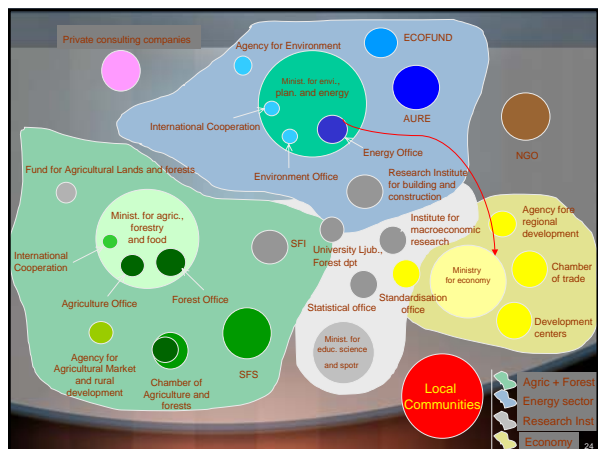 Private consulting companies
Agency for Environment
ECOFUND
Minist. for envi.,
plan. and energy
AURE
International Cooperation
Energy Office
NGO
Environment Office
Fund for Agricultural Lands and forests
Research Institute
for building and
construction
Minist. for agric.,
forestry
and food
SFI
University Ljub.,
Forest dpt
Institute for
macroeconomic
research
Agency fore
regional
development
International
Cooperation
Agriculture Office
Forest Office
Ministry
for economy
Chamber
of trade
Statistical office
Standardisation
office
Development
centers
Agency for
Agricultural Market
and rural
development
Chamber of
Agriculture and
forests
SFS
Minist. for
educ. science
and spotr
Local
Communities
Agric + Forest
Energy sector
Research Inst
Economy
24